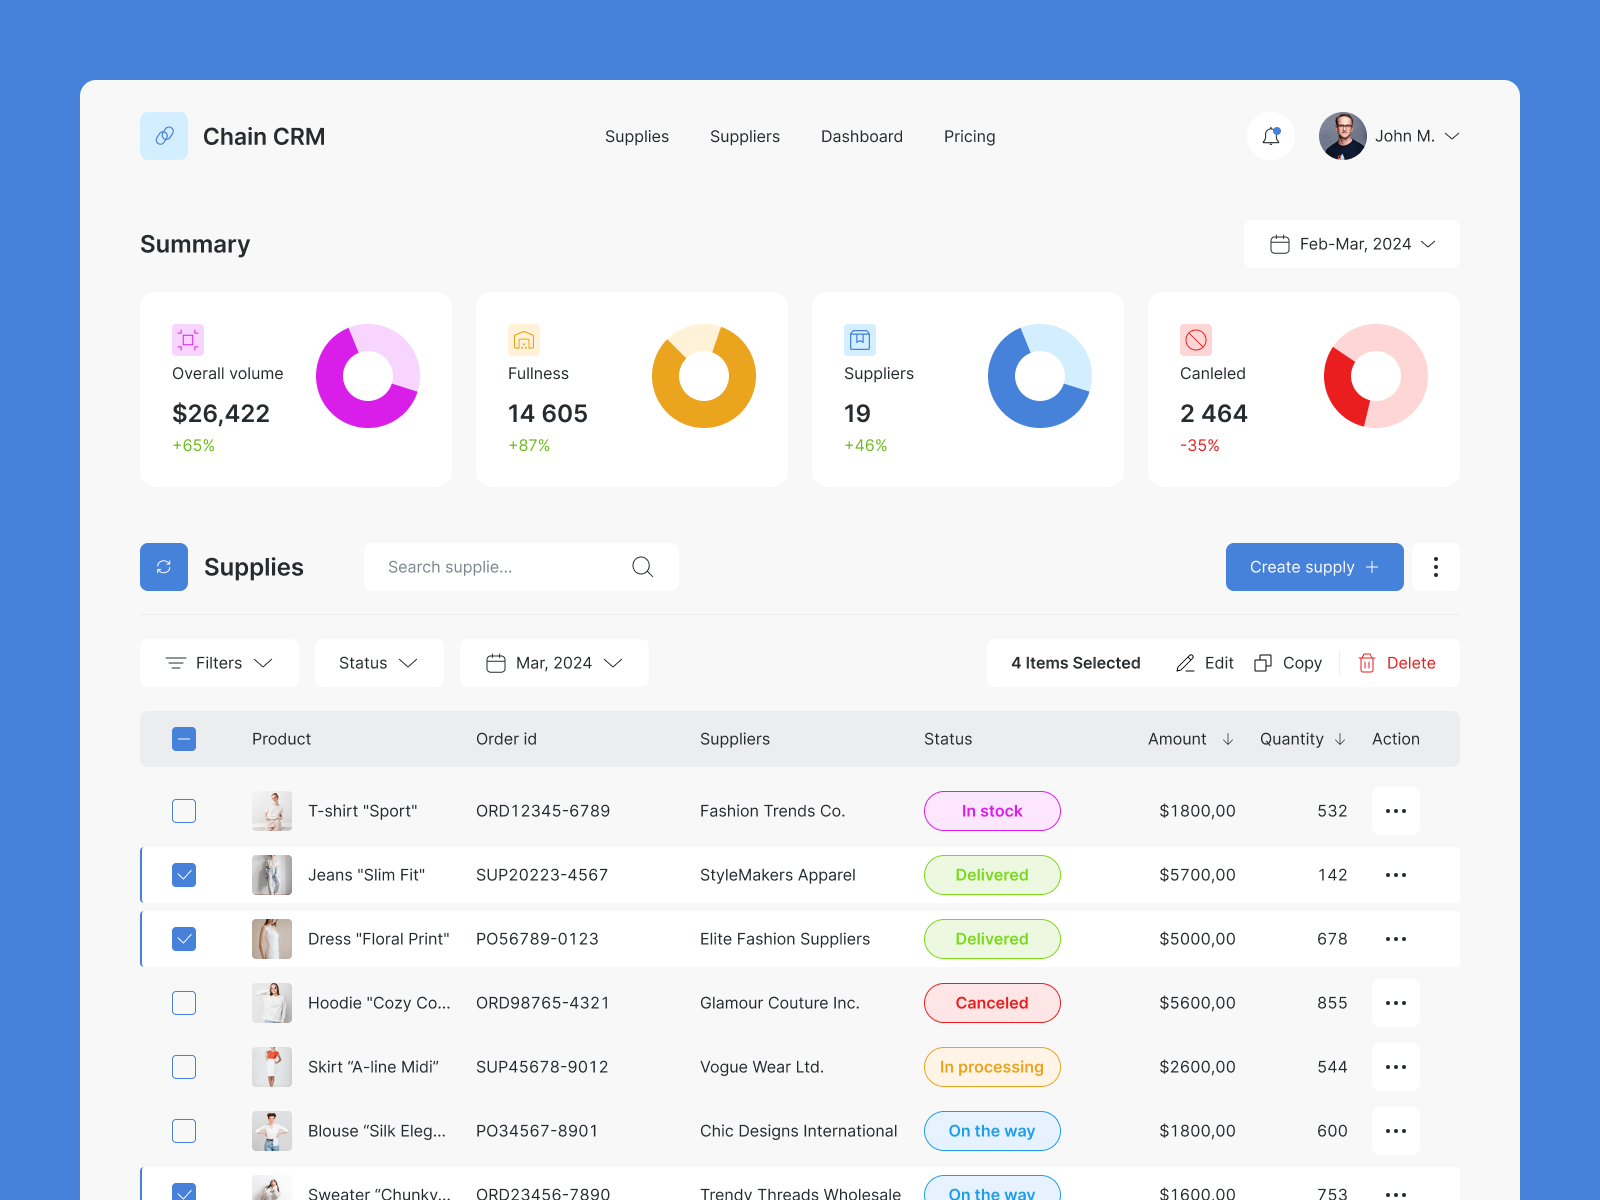 Chain CRM
Supplies Suppliers Dashboard Pricing
John M.
Summary
Feb-Mar, 2024
Overall volume
$26,422
+65%
Fullness
14 605
+87%
Suppliers
19
+46%
Canleled
2 464
-35%
Supplies
Search supplie...
Create supply +
Filters
Status
Mar, 2024
4 Items Selected Edit Copy Delete
Product Order id Suppliers Status Amount ↓ Quantity ↓ Action
T-shirt "Sport" ORD12345-6789 Fashion Trends Co. In stock $1800,00 532
Jeans "Slim Fit" SUP20223-4567 StyleMakers Apparel Delivered $5700,00 142
Dress "Floral Print" PO56789-0123 Elite Fashion Suppliers Delivered $5000,00 678
Hoodie "Cozy Co... ORD98765-4321 Glamour Couture Inc. Canceled $5600,00 855
Skirt “A-line Midi” SUP45678-9012 Vogue Wear Ltd. In processing $2600,00 544
Blouse “Silk Eleg... PO34567-8901 Chic Designs International On the way $1800,00 600
Sweater “Chunky... ORD23456-7890 Trendy Threads Wholesale On the way $1600,00 753